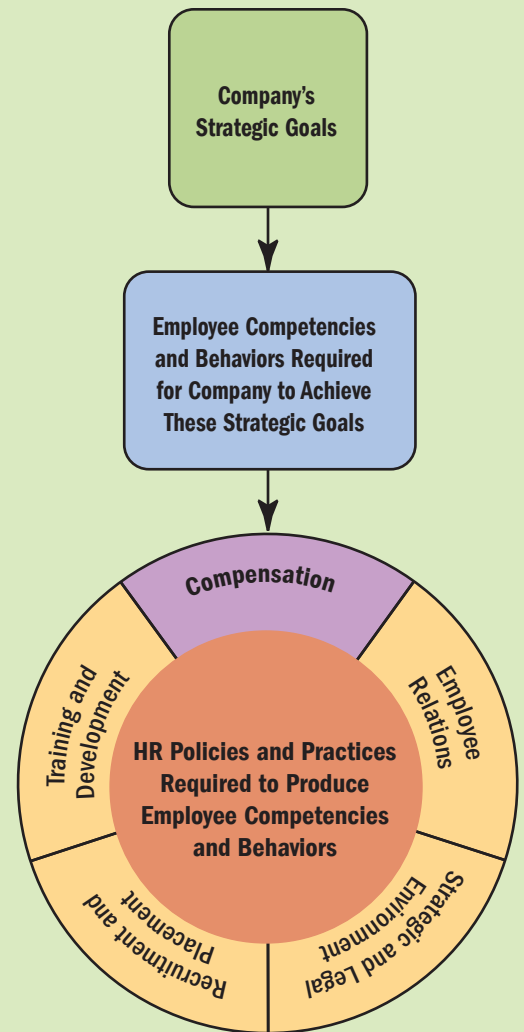 Company’s
Strategic Goals
Employee Competencies
and Behaviors Required
for Company to Achieve
These Strategic Goals
Compensation
Training and
Development
Employee
Relations
HR Policies and Practices
Required to Produce
Employee Competencies
and Behaviors
Recruitment and
Placement
Strategic and Legal
Environment